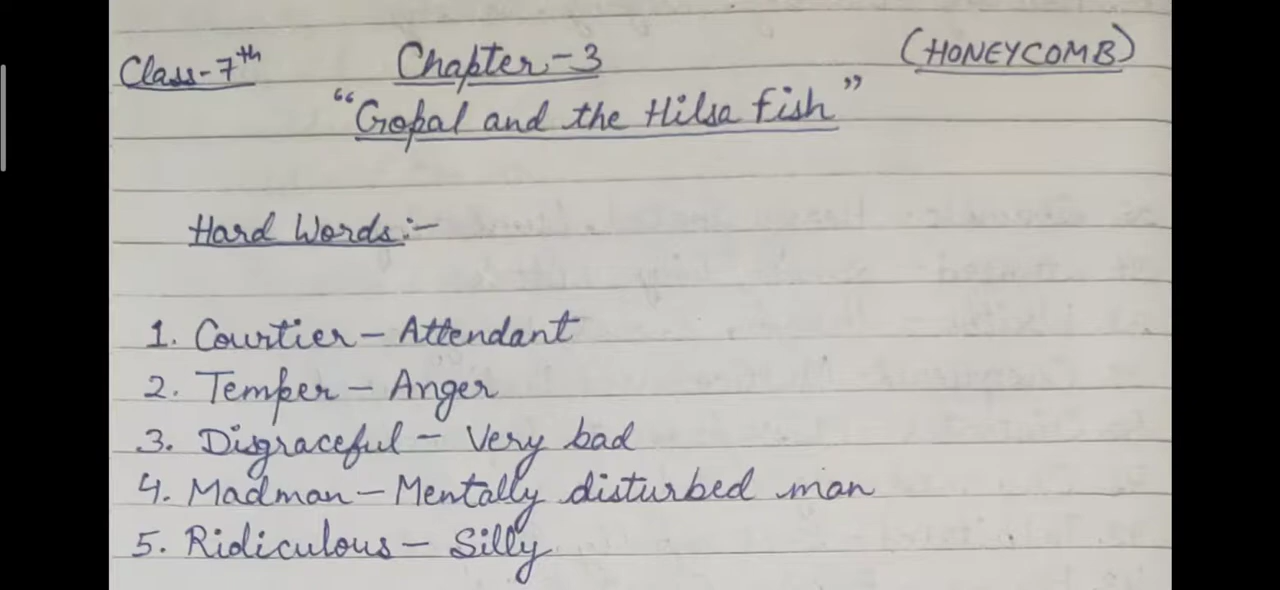 Class-7th Chapter-3 (HONEYCOMB)
"Gopal and the Hilsa Fish"
Hard Words:-
1. Courtier - Attendant
2. Temper - Anger
3. Disgraceful - Very bad
4. Madman - Mentally disturbed man
5. Ridiculous - Silly